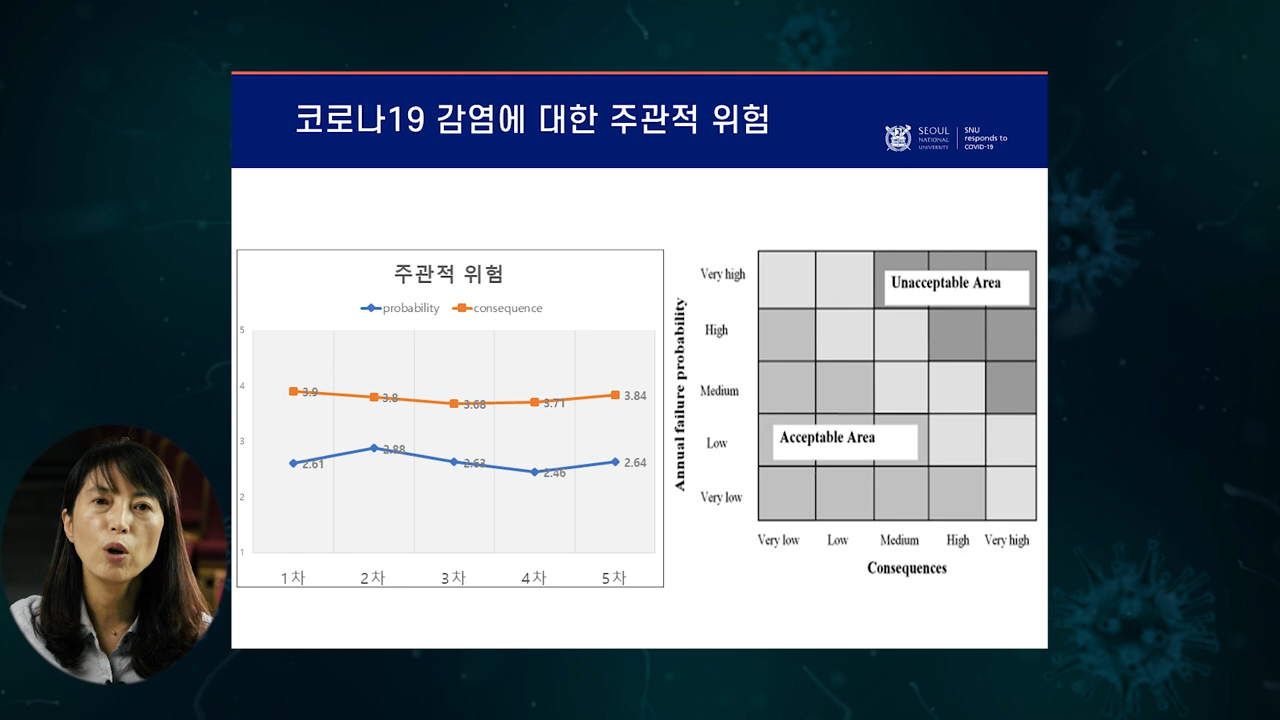 코로나19 감염에 대한 주관적 위험
SEOUL
NATIONAL
UNIVERSITY
SNU
responds to
COVID-19
주관적 위험
probability
consequence
5
4
3
2
1
3.9
3.8
3.68
3.71
3.84
2.61
2.88
2.63
2.46
2.64
1차
2차
3차
4차
5차
Annual failure probability
Very high
High
Medium
Low
Very low
Unacceptable Area
Acceptable Area
Very low
Low
Medium
High
Very high
Consequences